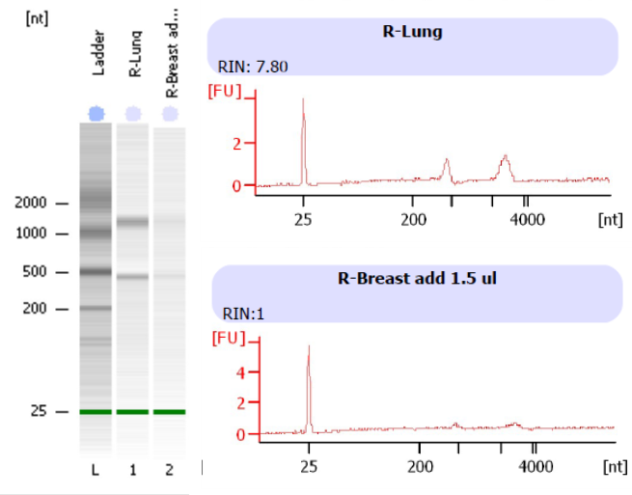 [nt]
Ladder
R-Lung
R-Breast ad...
2000
1000
500
200
25
L 1 2
R-Lung
RIN: 7.80
[FU]
2
0
25 200 4000 [nt]
R-Breast add 1.5 ul
RIN:1
[FU]
4
2
0
25 200 4000 [nt]